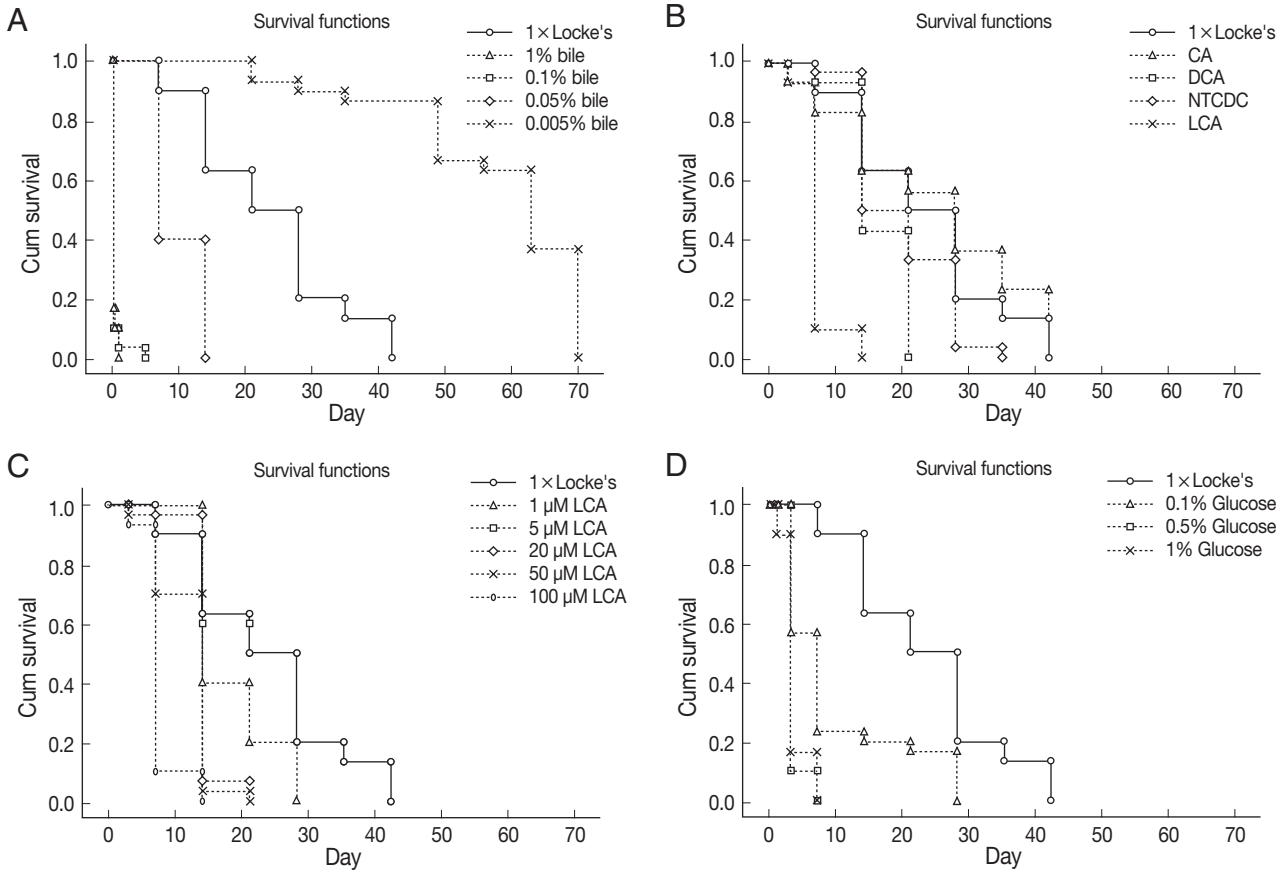 A
Survival functions
1×Locke's
1% bile
0.1% bile
0.05% bile
0.005% bile
Cum survival
1.0
0.8
0.6
0.4
0.2
0.0
0 10 20 30 40 50 60 70
Day
B
Survival functions
1×Locke's
CA
DCA
NTCDC
LCA
Cum survival
1.0
0.8
0.6
0.4
0.2
0.0
0 10 20 30 40 50 60 70
Day
C
Survival functions
1×Locke's
1 µM LCA
5 µM LCA
20 µM LCA
50 µM LCA
100 µM LCA
Cum survival
1.0
0.8
0.6
0.4
0.2
0.0
0 10 20 30 40 50 60 70
Day
D
Survival functions
1×Locke's
0.1% Glucose
0.5% Glucose
1% Glucose
Cum survival
1.0
0.8
0.6
0.4
0.2
0.0
0 10 20 30 40 50 60 70
Day